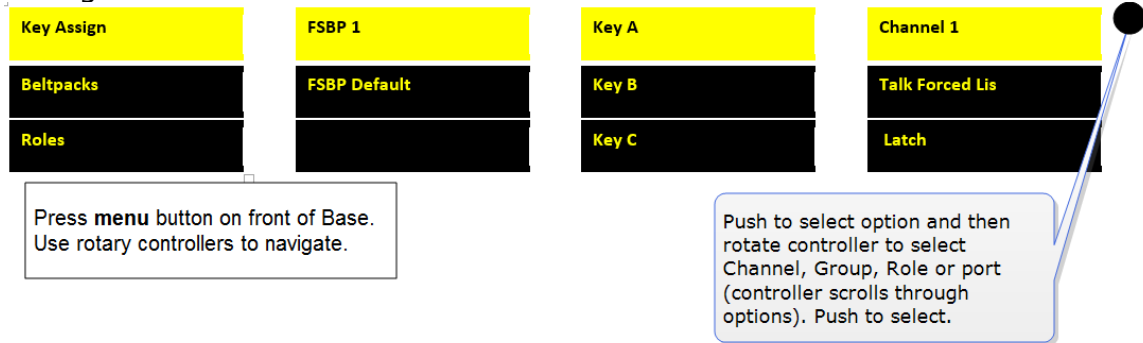 Key Assign
Beltpacks
Roles
FSBP 1
FSBP Default
Key A
Key B
Key C
Channel 1
Talk Forced Lis
Latch
Press menu button on front of Base.
Use rotary controllers to navigate.
Push to select option and then
rotate controller to select
Channel, Group, Role or port
(controller scrolls through
options). Push to select.